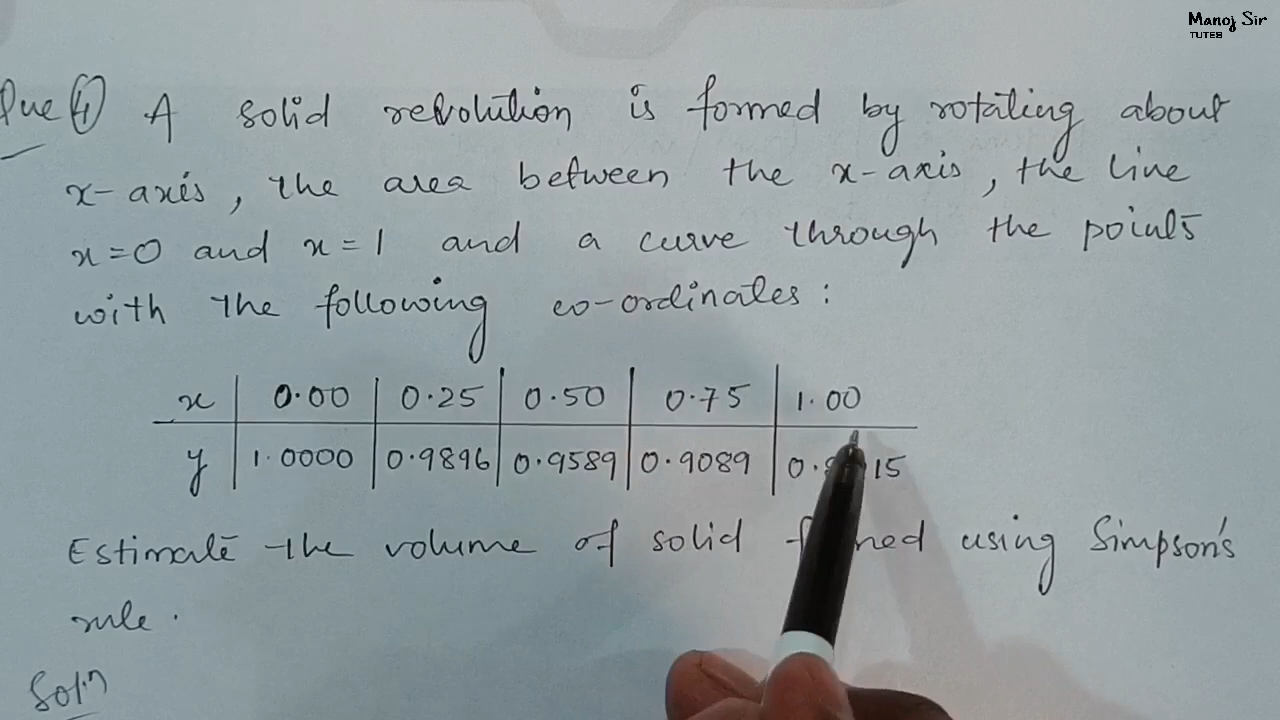 Manoj Sir
TUTES
Que 4) A solid revolution is formed by rotating about
x-axis, the area between the x-axis, the line
x=0 and x=1 and a curve through the points
with the following co-ordinates:
x | 0.00 | 0.25 | 0.50 | 0.75 | 1.00
y | 1.0000 | 0.9896 | 0.9589 | 0.9089 |
Estimate the volume of solid using Simpson's
rule.
Sol?